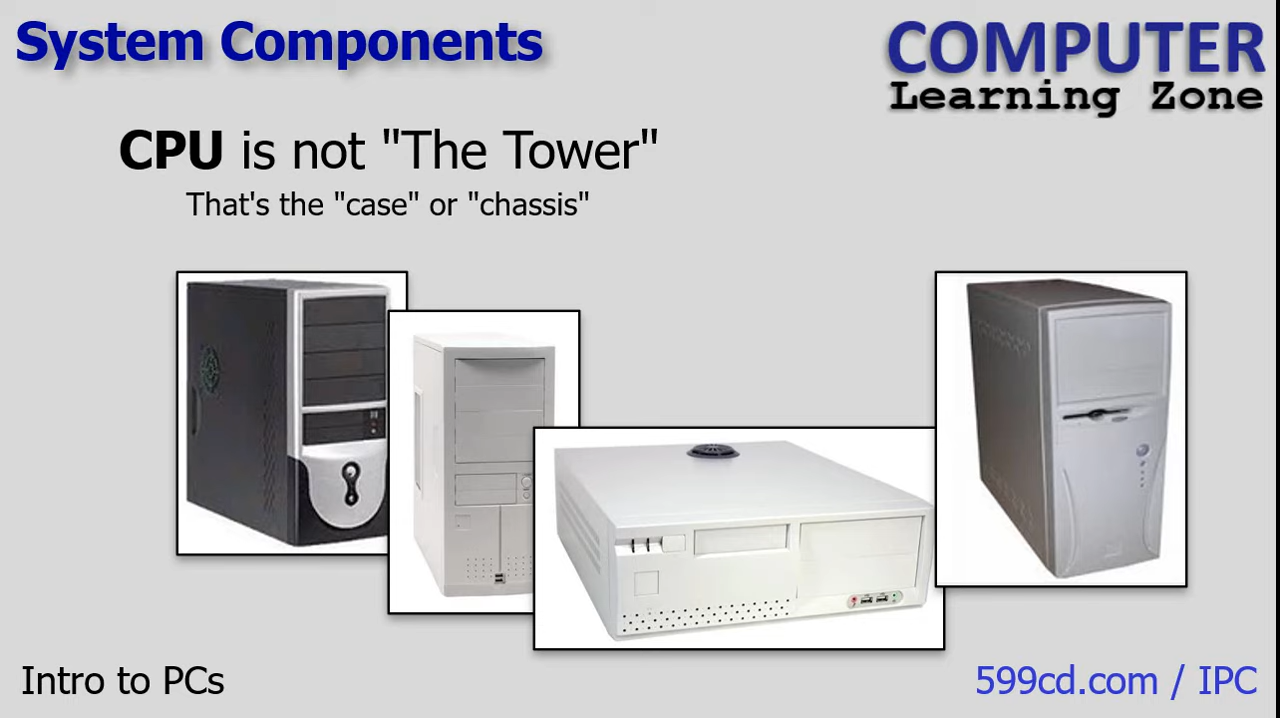 System Components
COMPUTER
Learning Zone
CPU is not "The Tower"
That's the "case" or "chassis"
Intro to PCs
599cd.com / IPC